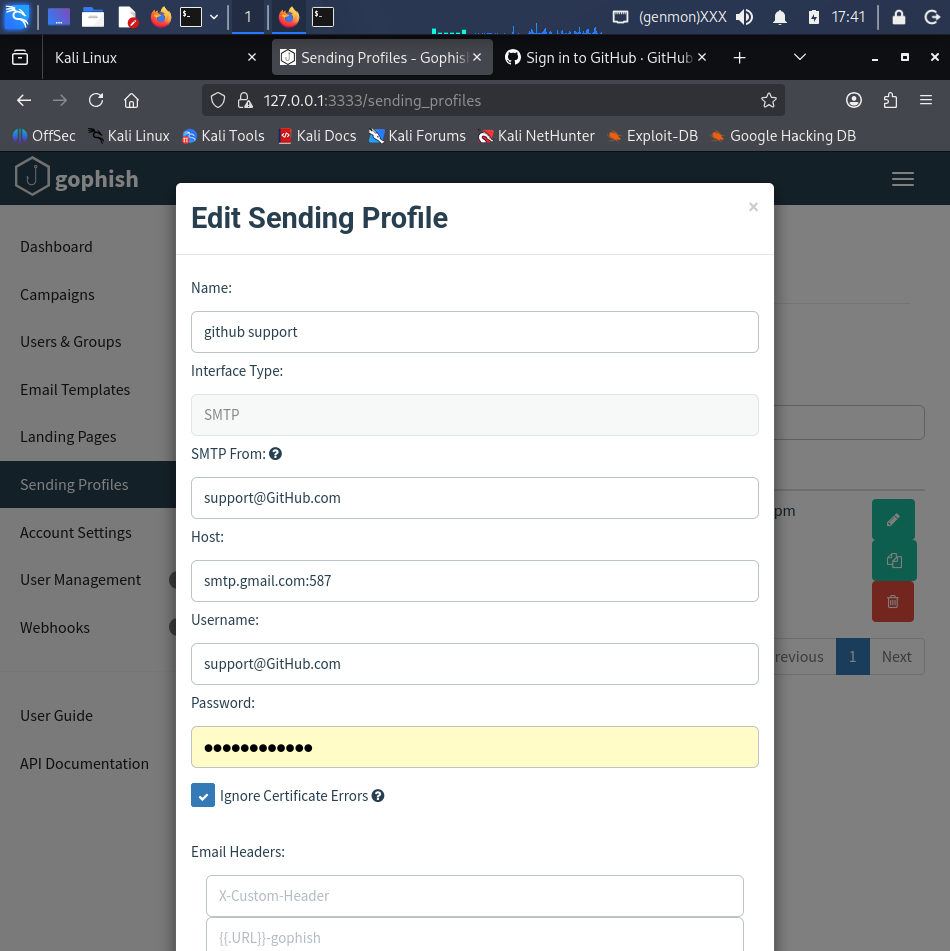 1
(genmon)XXX
17:41
Kali Linux
Sending Profiles - Gophish
Sign in to GitHub · GitHub
127.0.0.1:3333/sending_profiles
OffSec
Kali Linux
Kali Tools
Kali Docs
Kali Forums
Kali NetHunter
Exploit-DB
Google Hacking DB
gophish
Edit Sending Profile
×
Dashboard
Campaigns
Users & Groups
Email Templates
Landing Pages
Sending Profiles
Account Settings
User Management
Webhooks
User Guide
API Documentation
Name:
github support
Interface Type:
SMTP
SMTP From:
support@GitHub.com
Host:
smtp.gmail.com:587
Username:
support@GitHub.com
Password:
••••••••••••
Ignore Certificate Errors
Email Headers:
X-Custom-Header
{{.URL}}-gophish
pm
revious
1
Next